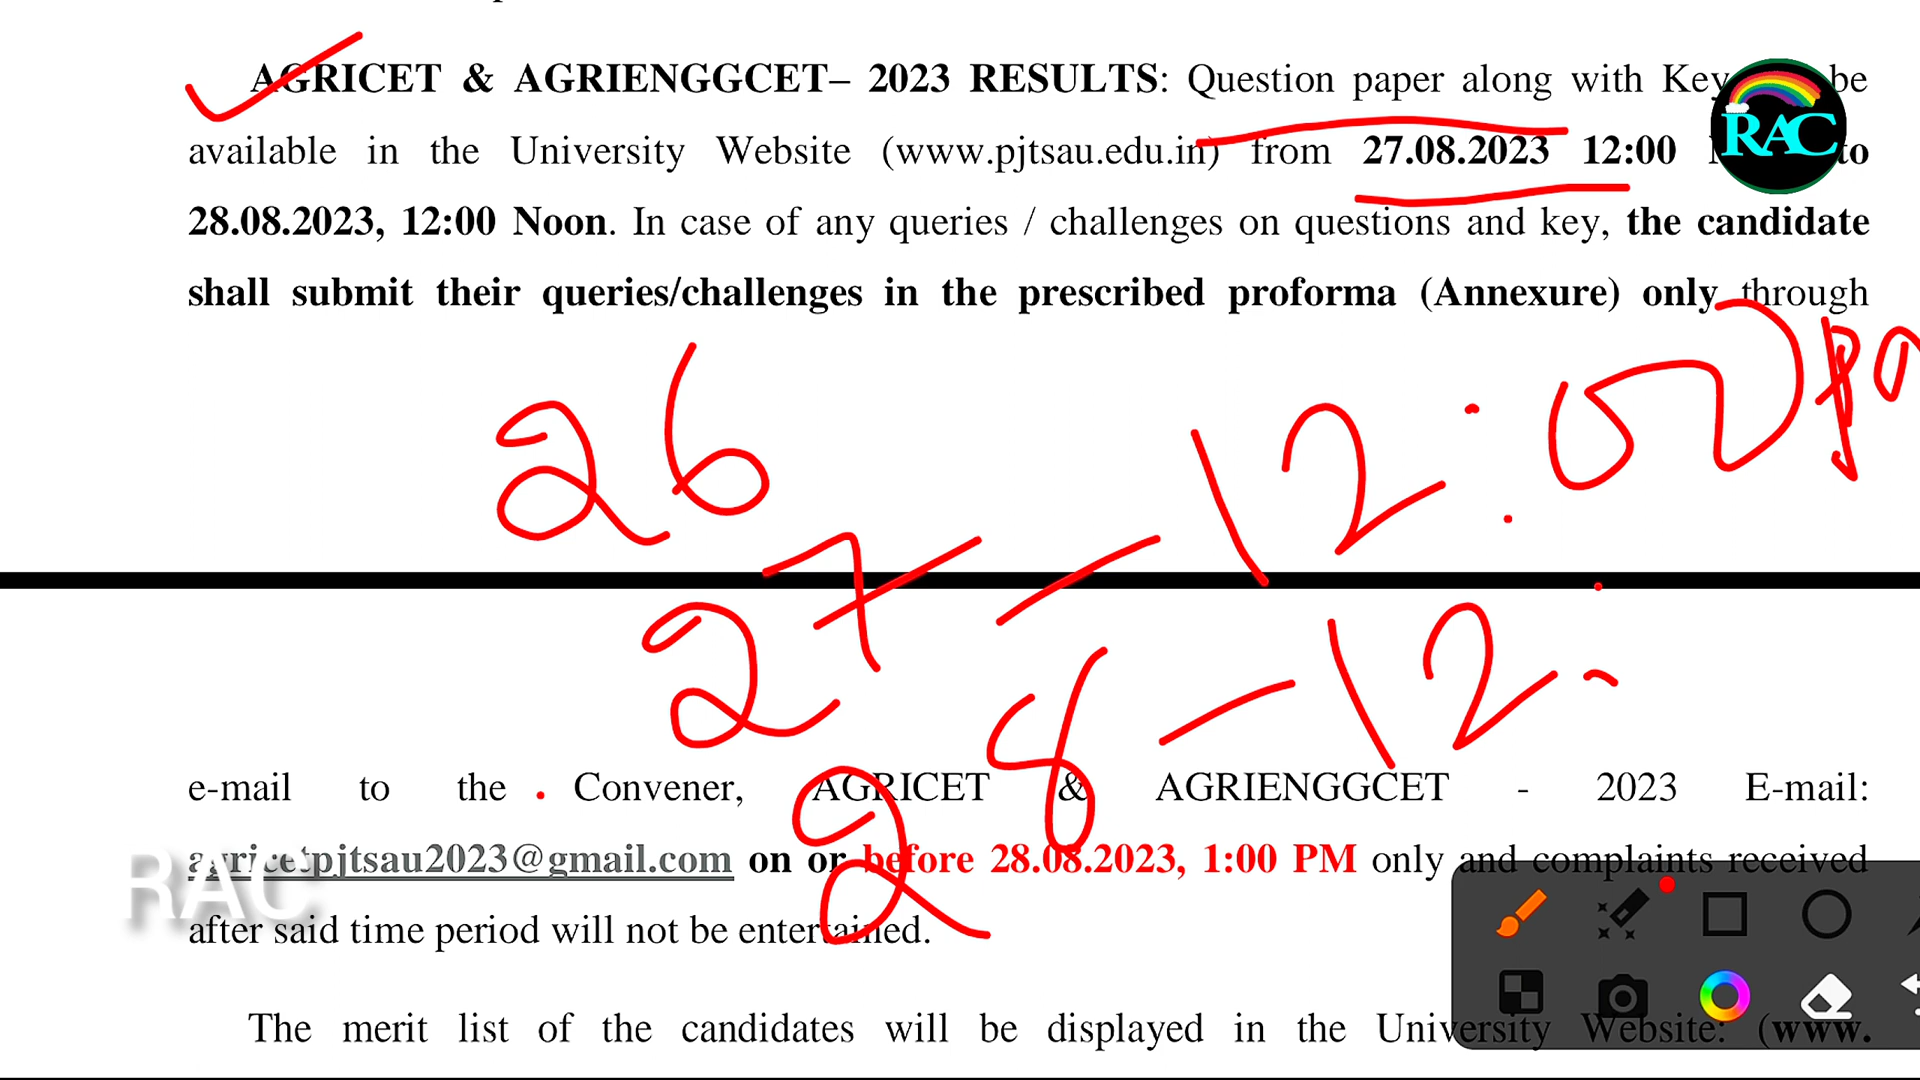 AGRICET & AGRIENGGCET– 2023 RESULTS: Question paper along with Key be
RAC
available in the University Website (www.pjtsau.edu.in) from 27.08.2023 12:00 to
28.08.2023, 12:00 Noon. In case of any queries / challenges on questions and key, the candidate
shall submit their queries/challenges in the prescribed proforma (Annexure) only through
26
27 – 12:00
28 – 12:
e-mail to the Convener, AGRICET & AGRIENGGCET - 2023 E-mail:
agricetpjtsau2023@gmail.com on or before 28.08.2023, 1:00 PM only and complaints received
RAC
after said time period will not be entertained.
The merit list of the candidates will be displayed in the University Website: (www.